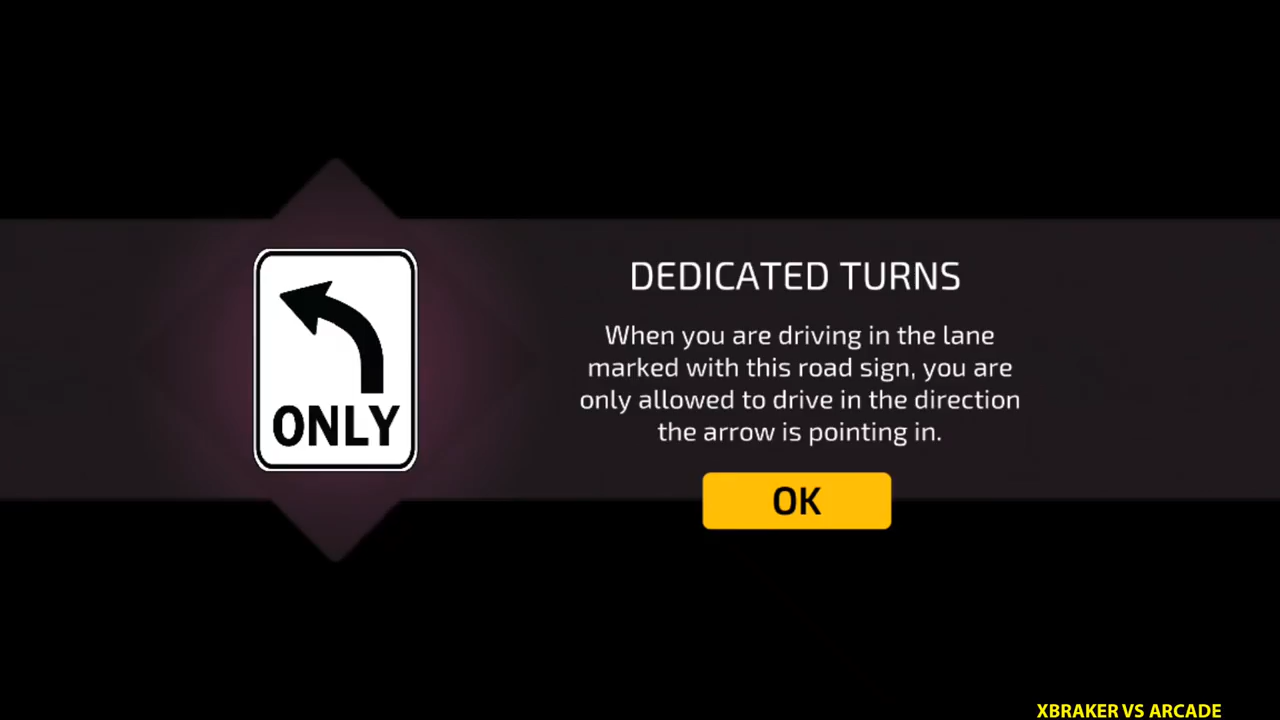 ONLY
DEDICATED TURNS
When you are driving in the lane
marked with this road sign, you are
only allowed to drive in the direction
the arrow is pointing in.
OK
XBRAKER VS ARCADE